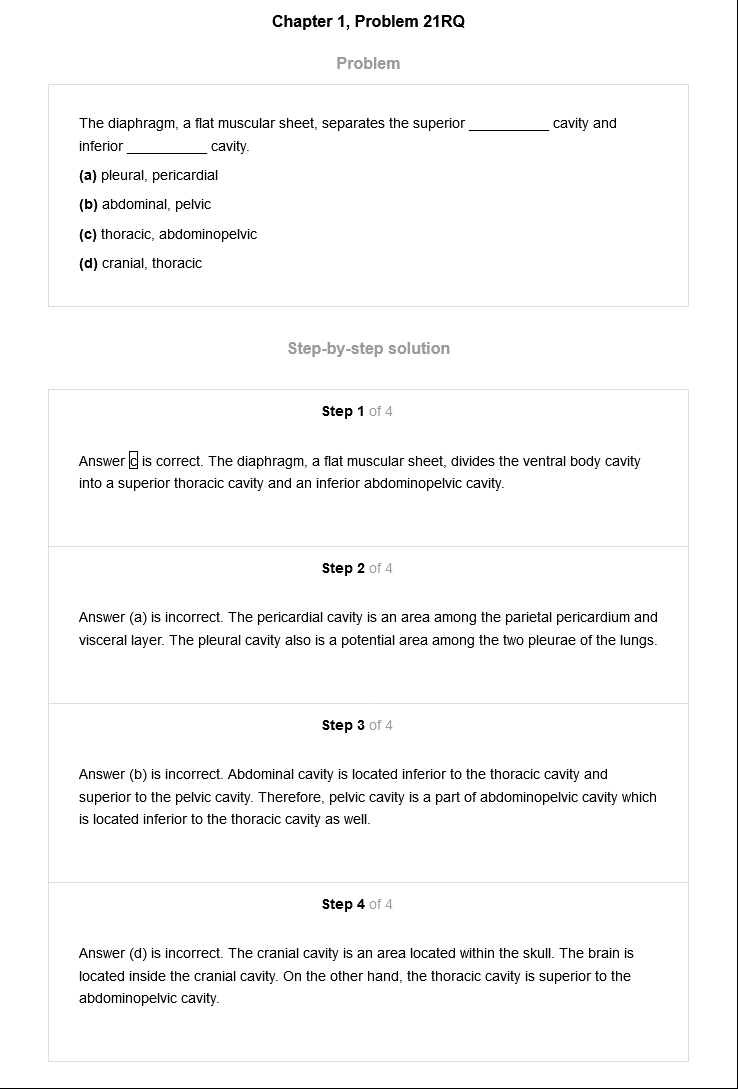 Chapter 1, Problem 21RQ
Problem
The diaphragm, a flat muscular sheet, separates the superior __________ cavity and
inferior __________ cavity.
(a) pleural, pericardial
(b) abdominal, pelvic
(c) thoracic, abdominopelvic
(d) cranial, thoracic
Step-by-step solution
Step 1 of 4
Answer c is correct. The diaphragm, a flat muscular sheet, divides the ventral body cavity
into a superior thoracic cavity and an inferior abdominopelvic cavity.
Step 2 of 4
Answer (a) is incorrect. The pericardial cavity is an area among the parietal pericardium and
visceral layer. The pleural cavity also is a potential area among the two pleurae of the lungs.
Step 3 of 4
Answer (b) is incorrect. Abdominal cavity is located inferior to the thoracic cavity and
superior to the pelvic cavity. Therefore, pelvic cavity is a part of abdominopelvic cavity which
is located inferior to the thoracic cavity as well.
Step 4 of 4
Answer (d) is incorrect. The cranial cavity is an area located within the skull. The brain is
located inside the cranial cavity. On the other hand, the thoracic cavity is superior to the
abdominopelvic cavity.